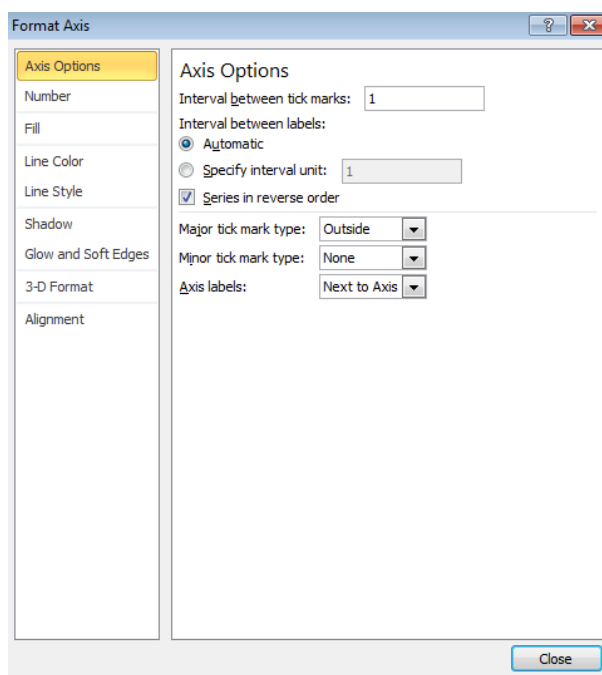 Format Axis
?
Axis Options
Number
Fill
Line Color
Line Style
Shadow
Glow and Soft Edges
3-D Format
Alignment
Axis Options
Interval between tick marks: 1
Interval between labels:
Automatic
Specify interval unit: 1
Series in reverse order
Major tick mark type: Outside
Minor tick mark type: None
Axis labels: Next to Axis
Close